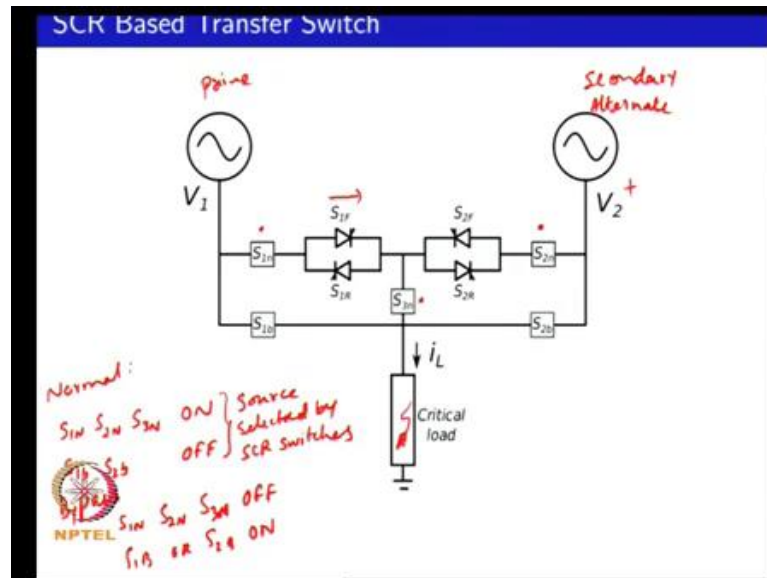 SCR Based Transfer Switch
Prime
Secondary
Alternate
V1
V2 +
S1F
S2F
S1n
S2n
S1R
S2R
S3n
S1b
S2b
iL
Critical
load
Normal:
S1N S2N S3N ON } Source
selected by
S1b S2b OFF } SCR switches
NPTEL
S1N S2N S3N OFF
S1B OR S2B ON